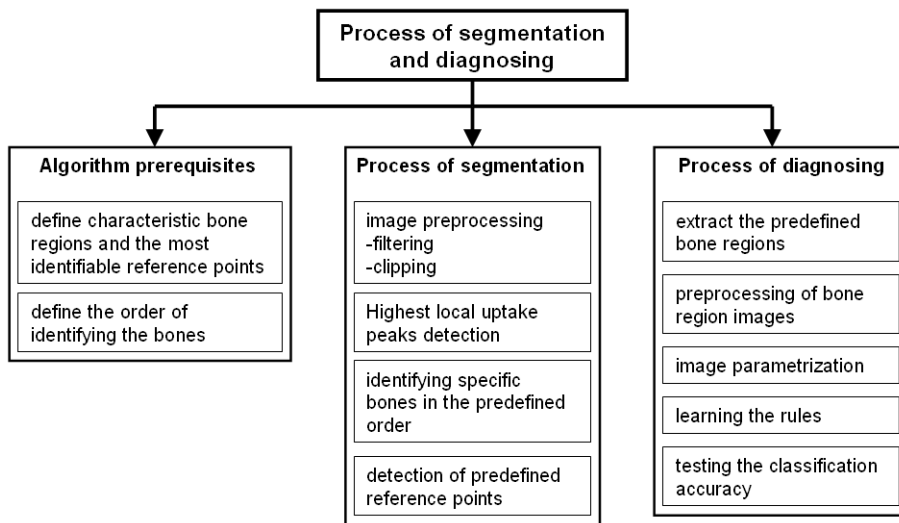 Process of segmentation
and diagnosing
Algorithm prerequisites
define characteristic bone
regions and the most
identifiable reference points
define the order of
identifying the bones
Process of segmentation
image preprocessing
-filtering
-clipping
Highest local uptake
peaks detection
identifying specific
bones in the predefined
order
detection of predefined
reference points
Process of diagnosing
extract the predefined
bone regions
preprocessing of bone
region images
image parametrization
learning the rules
testing the classification
accuracy